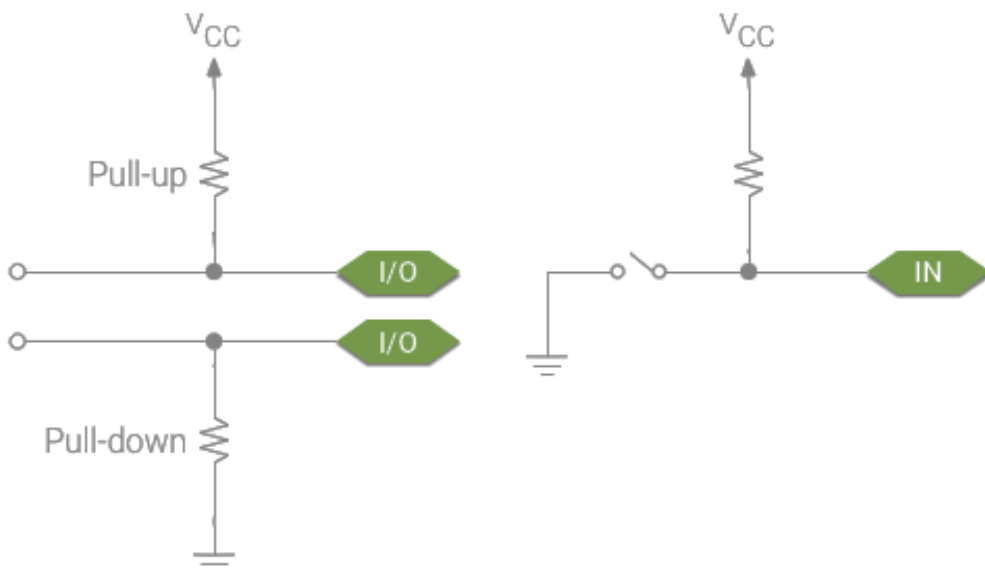 VCC
VCC
Pull-up
I/O
IN
I/O
Pull-down